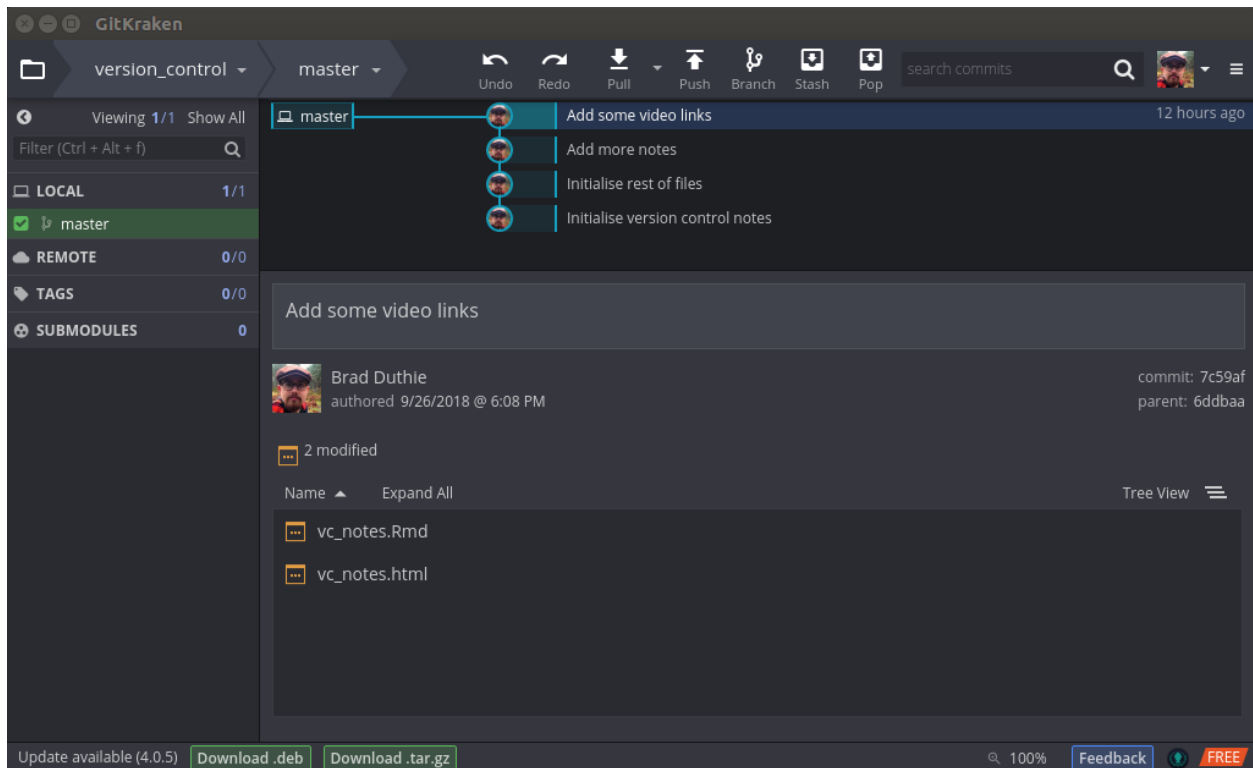 GitKraken
version_control master Undo Redo Pull Push Branch Stash Pop search commits
Viewing 1/1 Show All
Filter (Ctrl + Alt + f)
LOCAL 1/1
master
REMOTE 0/0
TAGS 0/0
SUBMODULES 0
master Add some video links 12 hours ago
Add more notes
Initialise rest of files
Initialise version control notes
Add some video links
Brad Duthie
authored 9/26/2018 @ 6:08 PM
commit: 7c59af
parent: 6ddbaa
2 modified
Name Expand All Tree View
vc_notes.Rmd
vc_notes.html
Update available (4.0.5) Download .deb Download .tar.gz 100% Feedback FREE